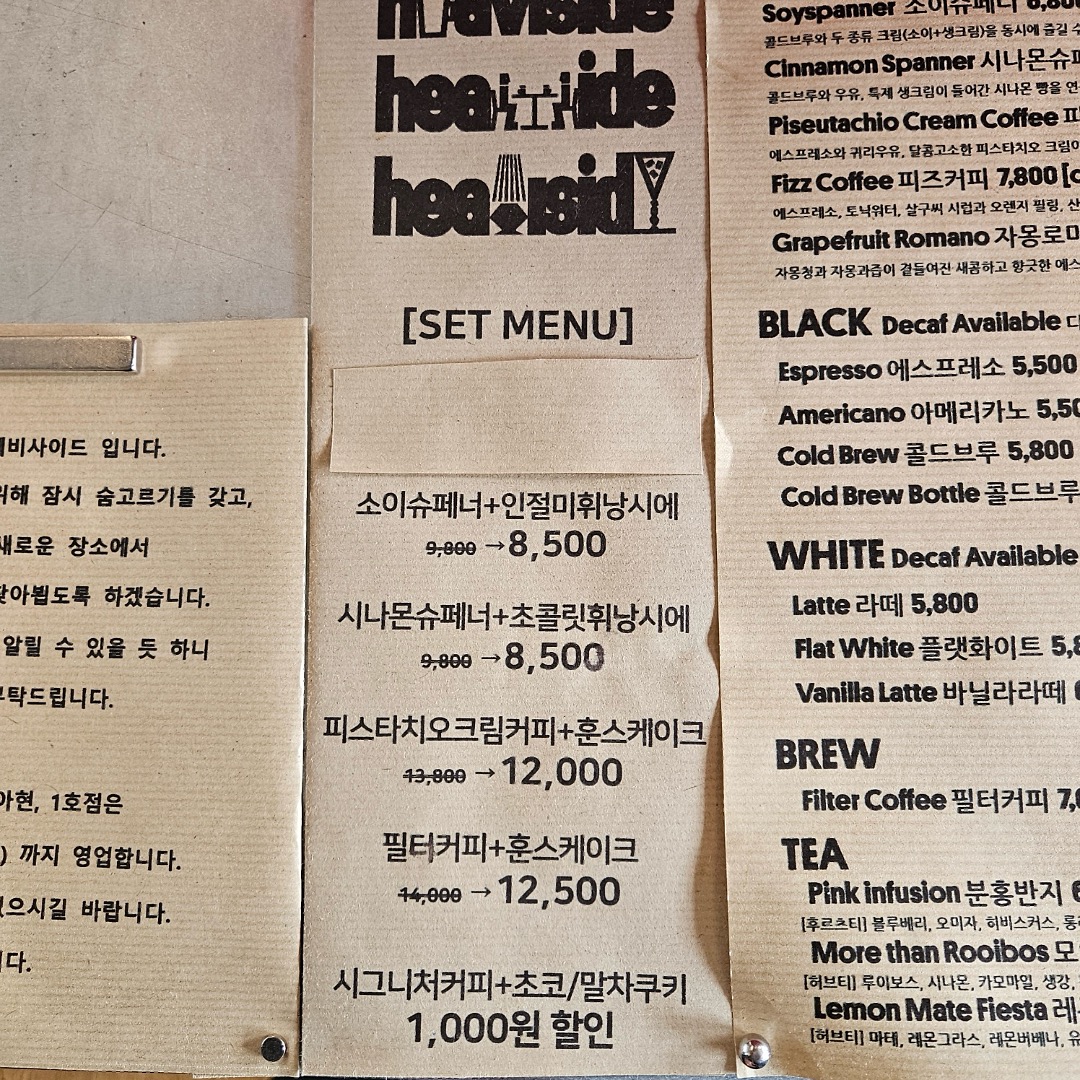 입니다.
위해 잠시 숨고르기를 갖고,
새로운 장소에서
찾아뵙도록 하겠습니다.
알릴 수 있을 듯 하니
부탁드립니다.
아현, 1호점은
) 까지 영업합니다.
없으시길 바랍니다.
heaviside
[SET MENU]
소이슈페너+인절미휘낭시에
9,800 →8,500
시나몬슈페너+초콜릿휘낭시에
9,800 →8,500
피스타치오크림커피+훈스케이크
13,800 →12,000
필터커피+훈스케이크
14,000 →12,500
시그니처커피+초코/말차쿠키
1,000원 할인
Soyspanner 소이슈페너
콜드브루와 두 종류 크림(소이+생크림)을 동시에 즐길
Cinnamon Spanner 시나몬슈
콜드브루와 우유, 특제 생크림이 들어간 시나몬 빵을
Piseutachio Cream Coffee
에스프레소와 귀리우유, 달콤고소한 피스타치오
Fizz Coffee 피즈커피 7,800
에스프레소, 토닉워터, 살구씨 시럽과 오렌지 필링,
Grapefruit Romano 자몽로마
자몽청과 자몽과즙이 곁들여진 새콤하고 향긋한
BLACK Decaf Available
Espresso 에스프레소 5,500
Americano 아메리카노
Cold Brew 콜드브루 5,800
Cold Brew Bottle 콜드브루
WHITE Decaf Available
Latte 라떼 5,800
Flat White 플랫화이트
Vanilla Latte 바닐라라떼
BREW
Filter Coffee 필터커피
TEA
Pink infusion 분홍반지
[후르츠티] 블루베리, 오미자, 히비스커스,
More than Rooibos
[허브티] 루이보스, 시나몬, 카모마일, 생강,
Lemon Mate Fiesta
[허브티] 마테, 레몬그라스, 레몬버베나,